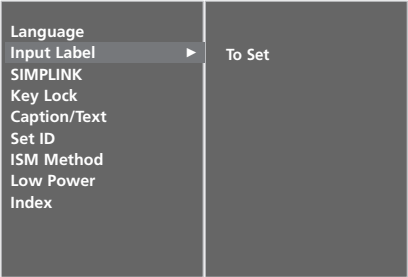 Language
Input Label ►
To Set
SIMPLINK
Key Lock
Caption/Text
Set ID
ISM Method
Low Power
Index